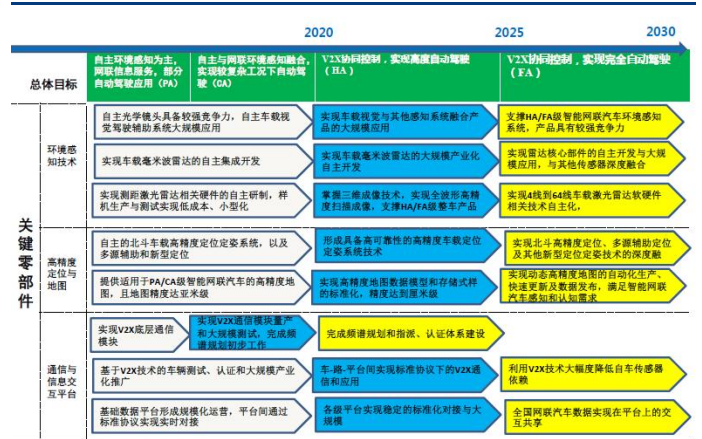 2020
2025
2030
总体目标
自主环境感知为主，
网联信息服务，部分
自动驾驶应用（PA）
自主与网联环境感知融合，
实现较复杂工况下自动驾
驶（CA）
V2X协同控制，实现高度自动驾驶
（HA）
V2X协同控制，实现完全自动驾驶
（FA）
关
键
零
部
件
环境感
知技术
自主光学镜头具备较强竞争力，自主车载视
觉驾驶辅助系统大规模应用
实现车载视觉与其他感知系统融合产
品的大规模应用
支撑HA/FA级智能网联汽车环境感知
系统，产品具有较强竞争力
实现车载毫米波雷达的自主集成开发
实现车载毫米波雷达的大规模产业化
自主开发
实现雷达核心部件的自主开发与大规
模应用，与其他传感器深度融合
实现测距激光雷达相关硬件的自主研制，样
机生产与测试实现低成本、小型化
掌握三维成像技术，实现全波形高精
度扫描成像，支撑HA/FA级整车产品
实现4线到64线车载激光雷达软硬件
相关技术自主化，
高精度
定位与
地图
自主的北斗车载高精度定位定姿系统，以及
多源辅助和新型定位
形成具备高可靠性的高精度车载定位
定姿系统技术
实现北斗高精度定位、多源辅助定位
及其他新型定位定姿技术的深度融
提供适用于PA/CA级智能网联汽车的高精度地
图，且地图精度达亚米级
实现高精度地图数据模型和存储式样
的标准化，精度达到厘米级
实现动态高精度地图的自动化生产、
快速更新及数据发布，满足智能网联
汽车感知和认知需求
通信与
信息交
互平台
实现V2X底层通信
模块
实现V2X通信模块量产
和大规模测试，完成频
谱规划初步工作
完成频谱规划和指派、认证体系建设
基于V2X技术的车辆测试、认证和大规模产业
化推广
车-路-平台间实现标准协议下的V2X通
信和应用
利用V2X技术大幅度降低自车传感器
依赖
基础数据平台形成规模化运营，平台间通过
标准协议实现实时对接
各级平台实现稳定的标准化对接与大
规模
全国网联汽车数据实现在平台上的交
互共享